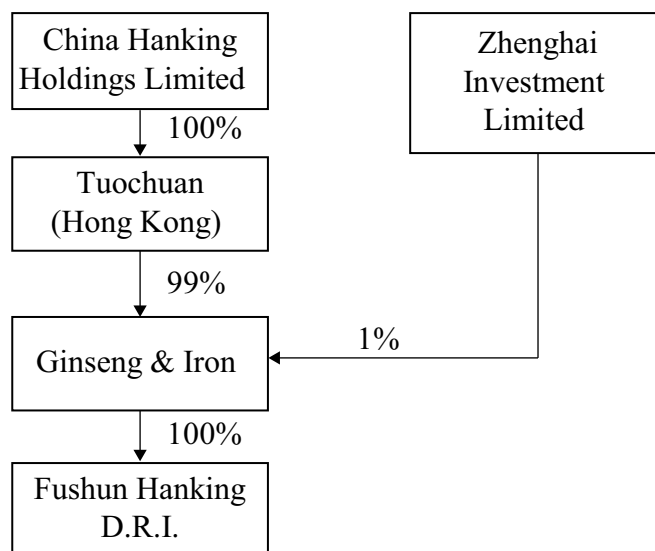 China Hanking
Holdings Limited
Zhenghai
Investment
Limited
100%
Tuochuan
(Hong Kong)
99%
Ginseng & Iron
1%
100%
Fushun Hanking
D.R.I.